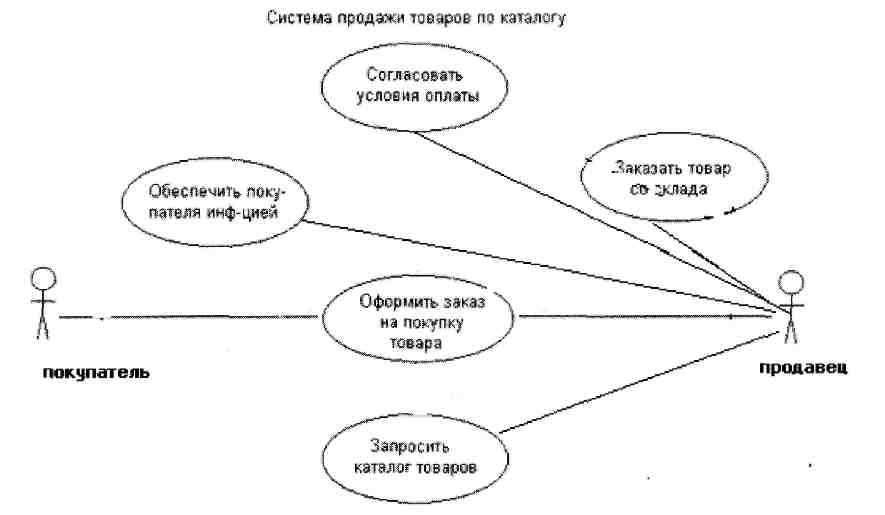 Система продажи товаров по каталогу
Согласовать
условия оплаты
Заказать товар
со склада
Обеспечить поку-
пателя инф-цией
Оформить заказ
на покупку
товара
покупатель
продавец
Запросить
каталог товаров